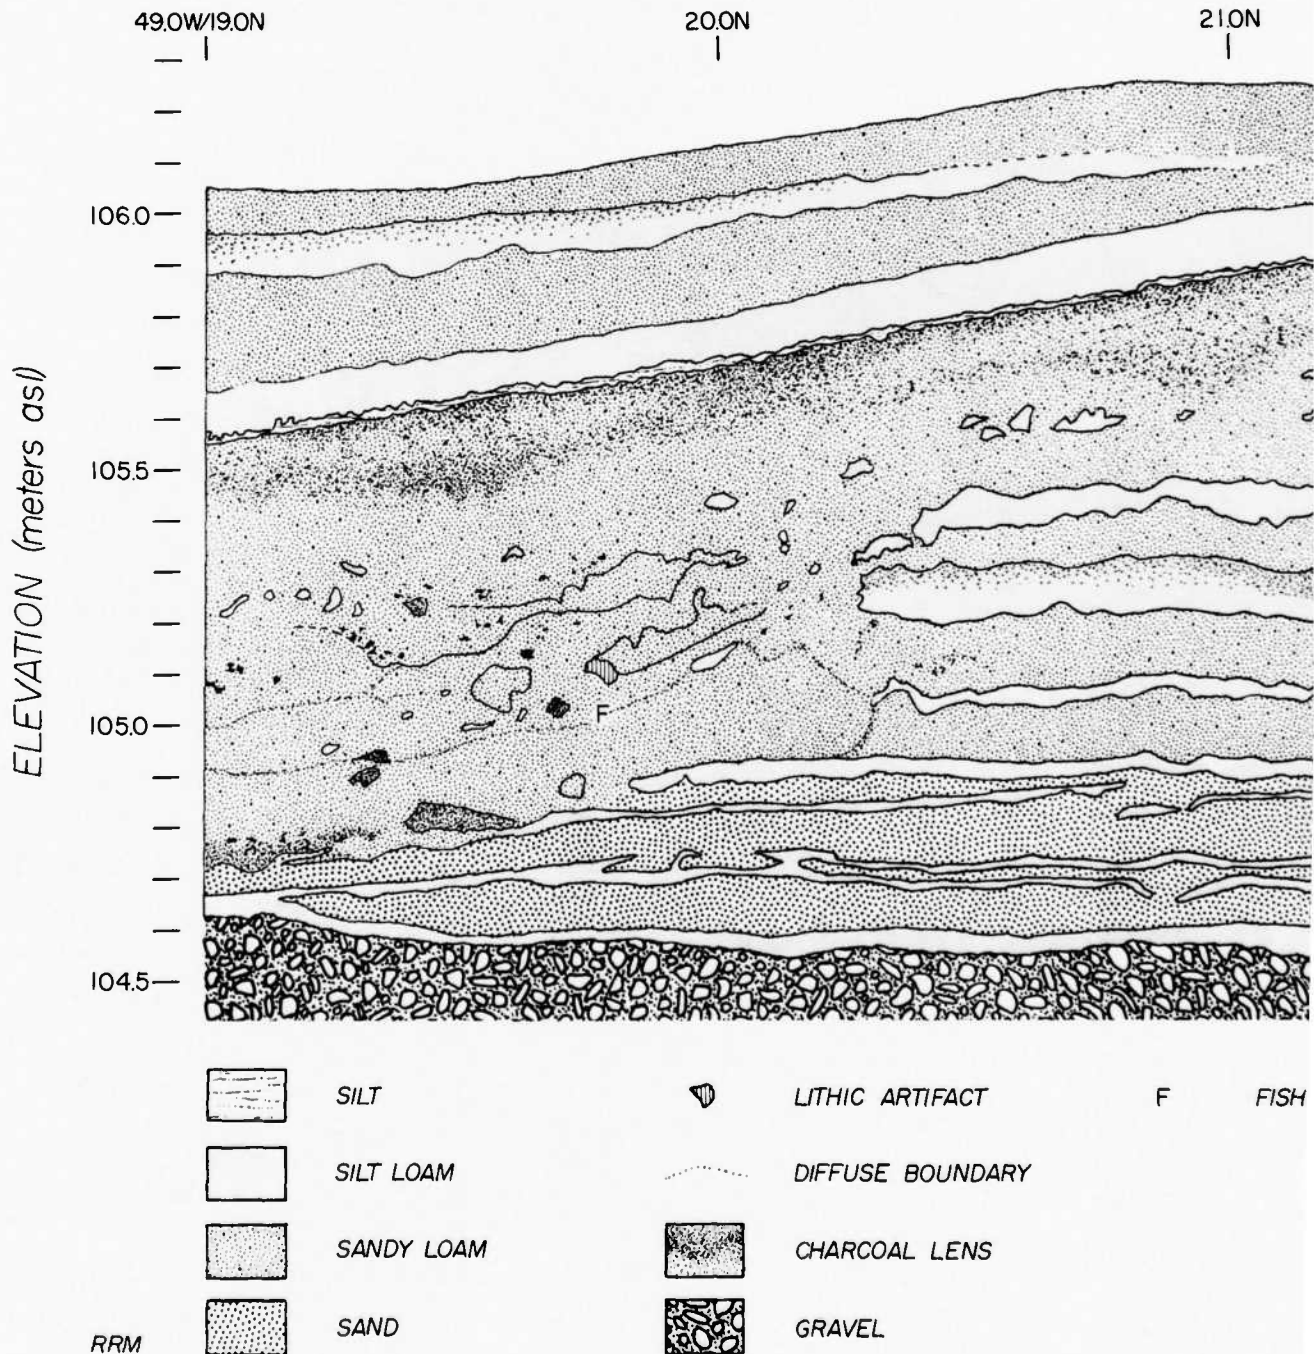 49.0W/19.0N 20.0N 21.0N
106.0
105.5
105.0
104.5
ELEVATION (meters asl)
F
SILT LITHIC ARTIFACT F FISH
SILT LOAM DIFFUSE BOUNDARY
SANDY LOAM CHARCOAL LENS
SAND GRAVEL
RRM